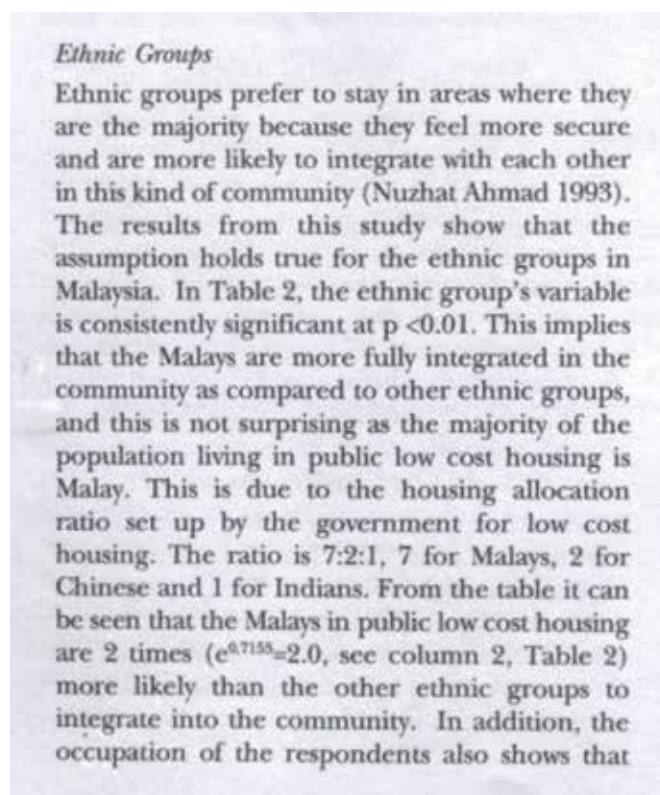 Ethnic Groups
Ethnic groups prefer to stay in areas where they
are the majority because they feel more secure
and are more likely to integrate with each other
in this kind of community (Nuzhat Ahmad 1993).
The results from this study show that the
assumption holds true for the ethnic groups in
Malaysia. In Table 2, the ethnic group's variable
is consistently significant at p <0.01. This implies
that the Malays are more fully integrated in the
community as compared to other ethnic groups,
and this is not surprising as the majority of the
population living in public low cost housing is
Malay. This is due to the housing allocation
ratio set up by the government for low cost
housing. The ratio is 7:2:1, 7 for Malays, 2 for
Chinese and 1 for Indians. From the table it can
be seen that the Malays in public low cost housing
are 2 times (e0.7155=2.0, see column 2, Table 2)
more likely than the other ethnic groups to
integrate into the community. In addition, the
occupation of the respondents also shows that